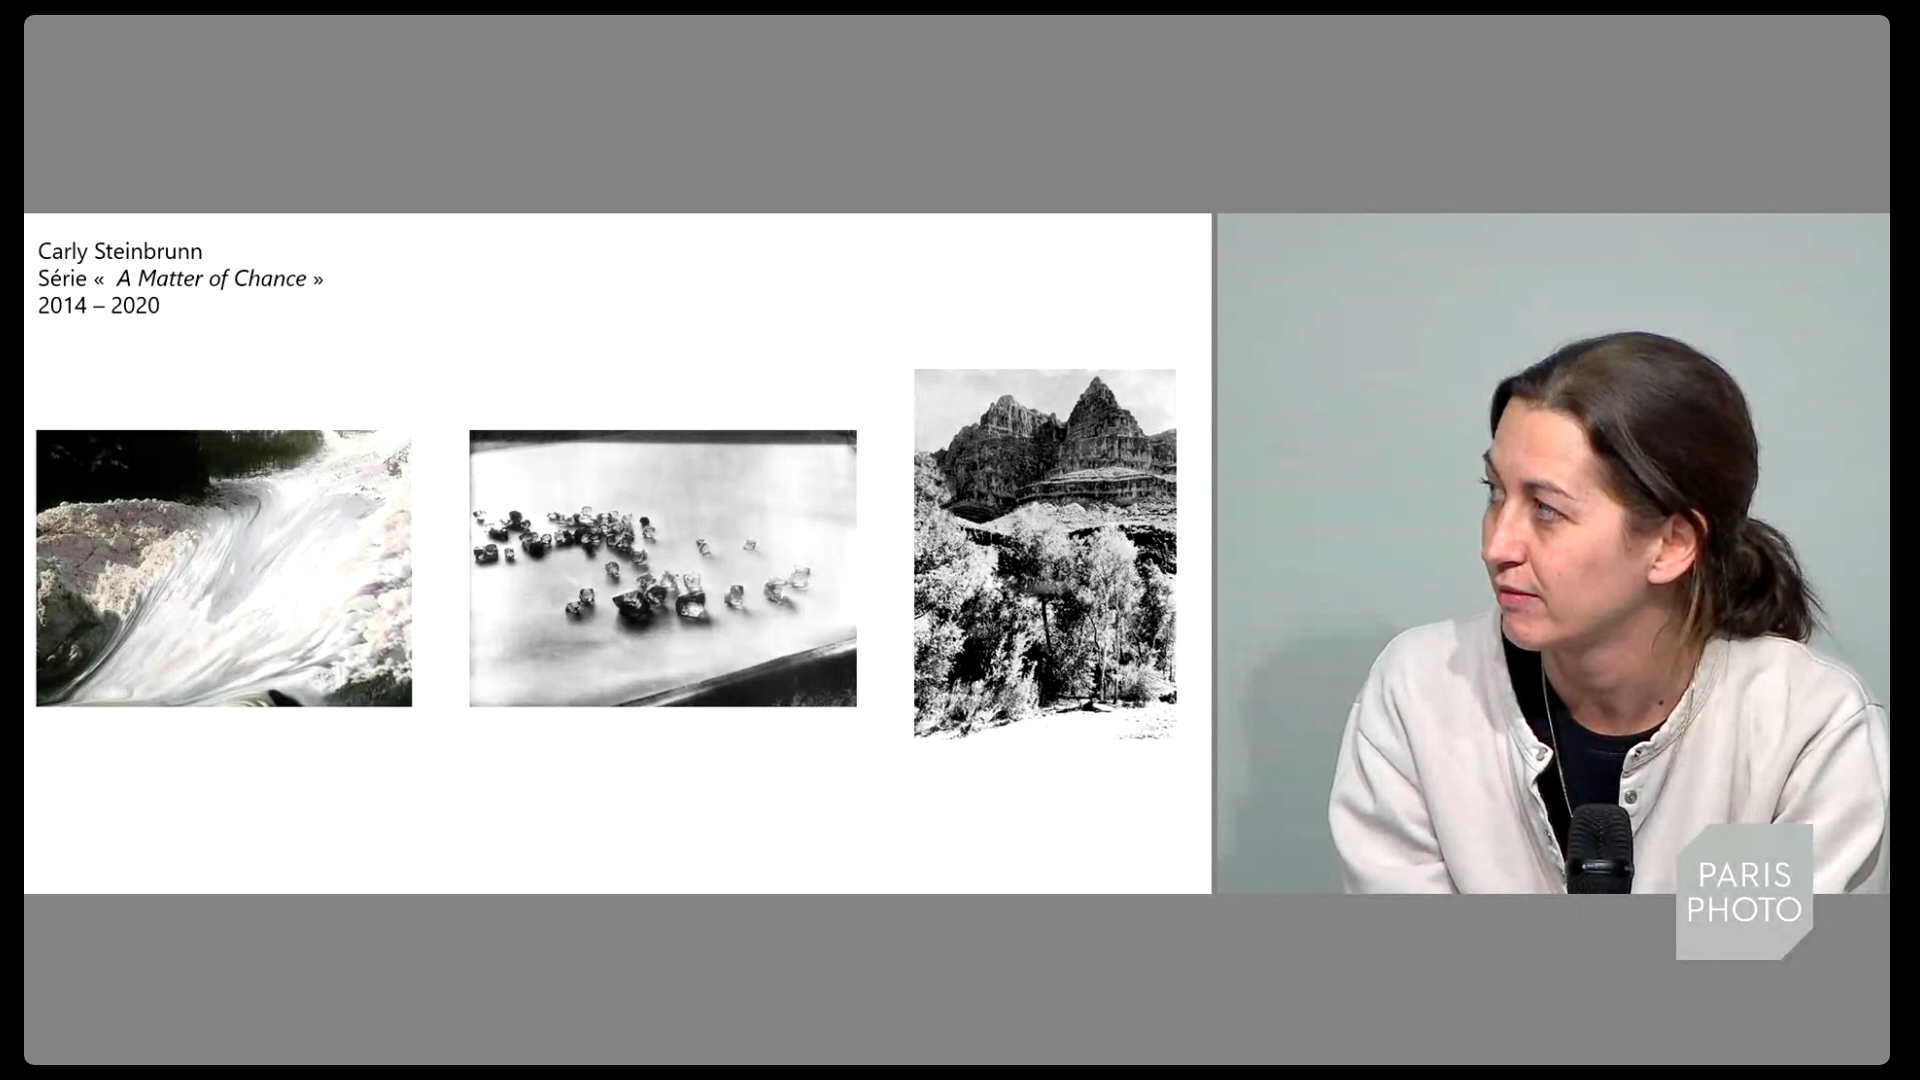 Carly Steinbrunn
Série «  A Matter of Chance »
2014 – 2020
PARIS
PHOTO